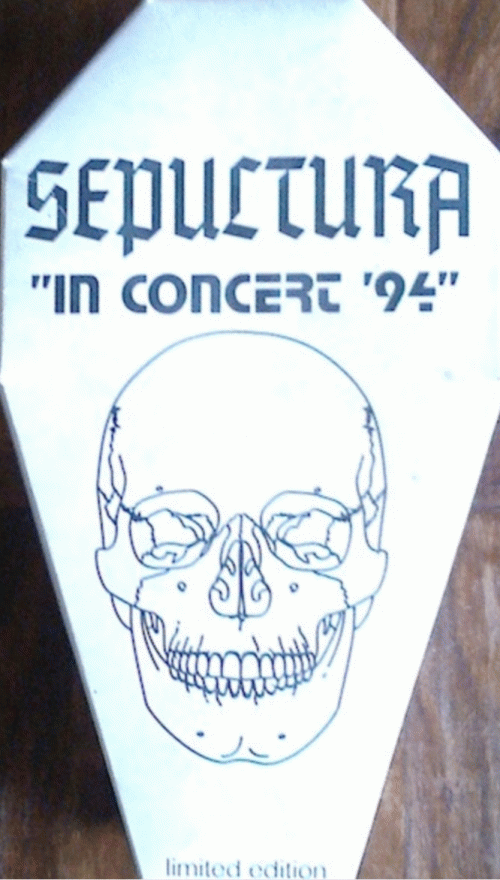 SEPULTURA
"IN CONCERT '94"
limited edition